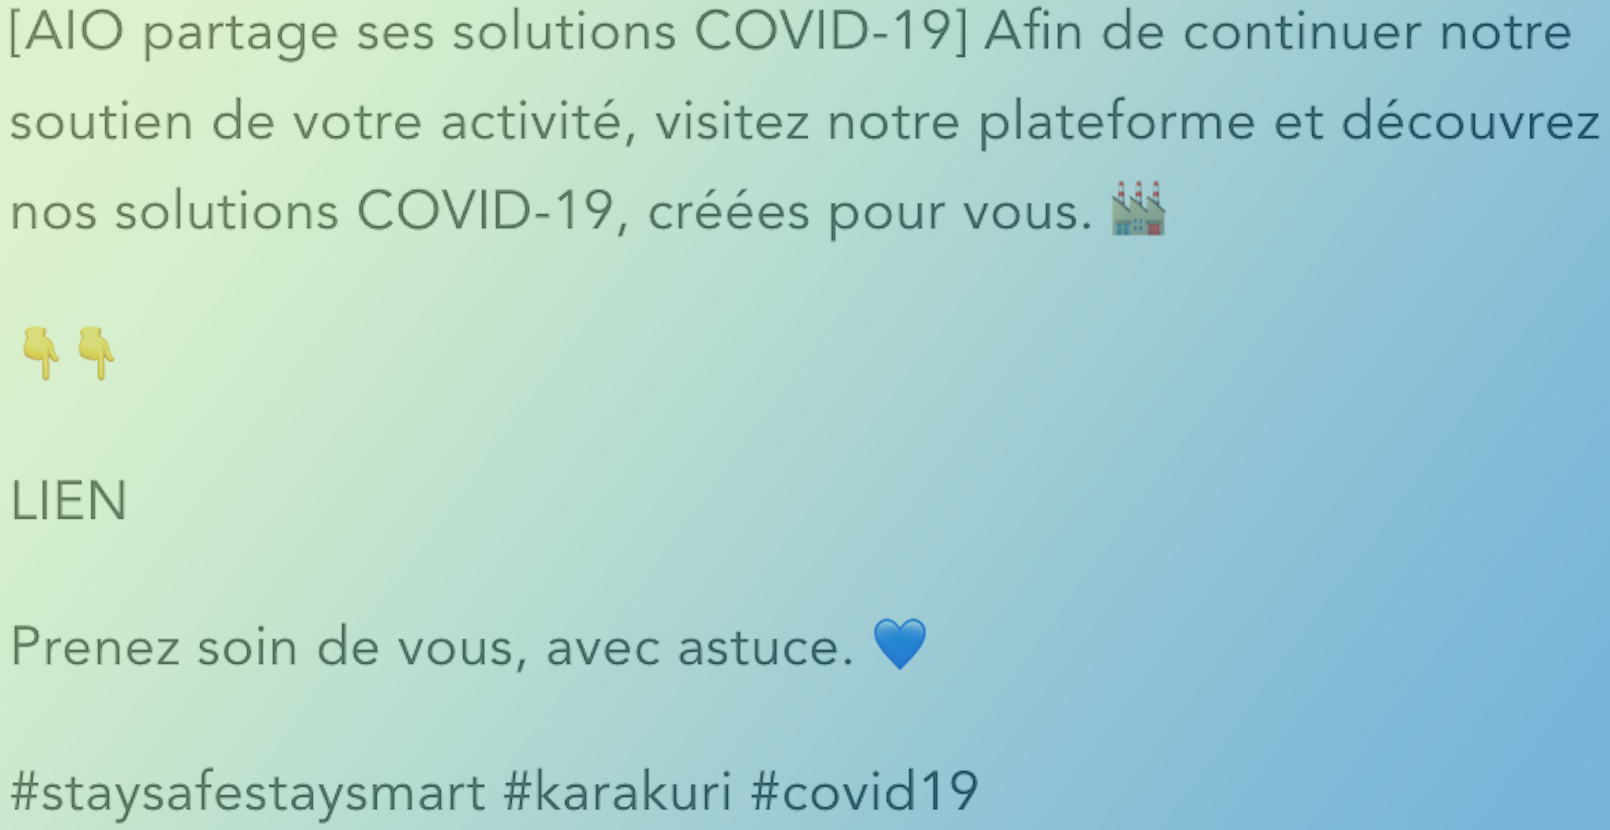 [AIO partage ses solutions COVID-19] Afin de continuer notre
soutien de votre activité, visitez notre plateforme et découvrez
nos solutions COVID-19, créées pour vous. 🏭
👇👇
LIEN
Prenez soin de vous, avec astuce. 💙
#staysafestaysmart #karakuri #covid19